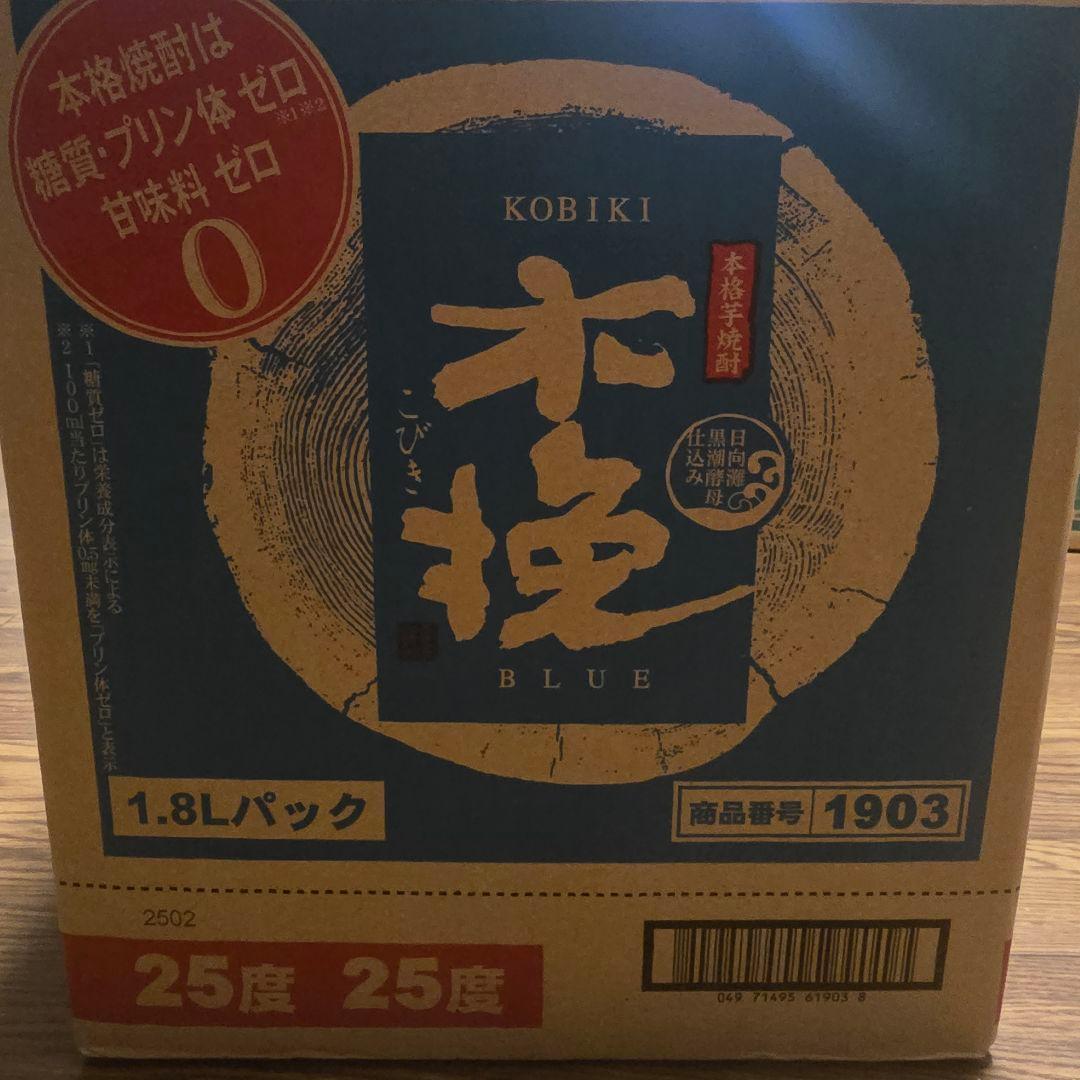 本格焼酎は
糖質・プリン体 ゼロ
※1 ※2
甘味料 ゼロ
0
※1「糖質ゼロ」は栄養成分表示による
※2 100ml当たりプリン体0.5mg未満を「プリン体ゼロ」と表示
KOBIKI
木挽
こびき
BLUE
本格芋焼酎
日向灘
黒潮酵母
仕込み
1.8Lパック
商品番号 1903
2502
25度 25度
049 71495 61903 8